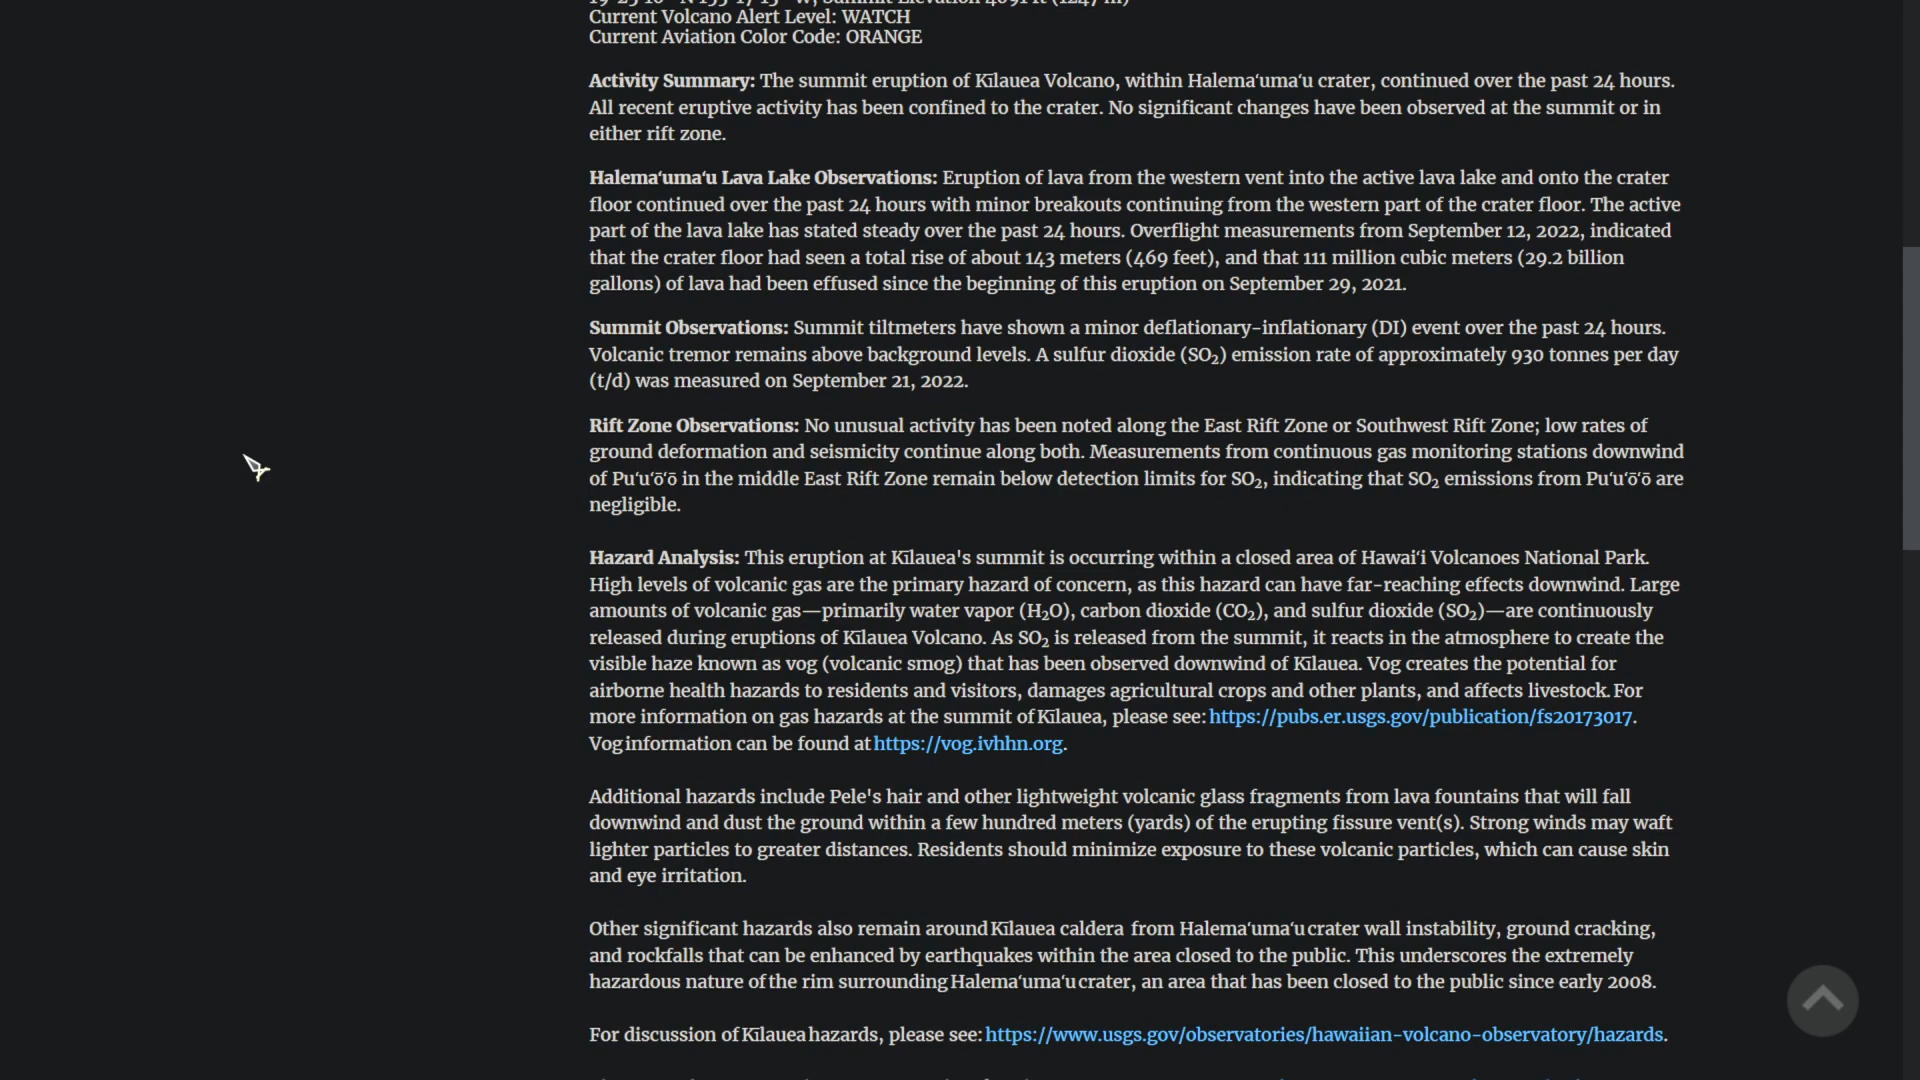 Current Volcano Alert Level: WATCH
Current Aviation Color Code: ORANGE
Activity Summary: The summit eruption of Kīlauea Volcano, within Halemaʻumaʻu crater, continued over the past 24 hours.
All recent eruptive activity has been confined to the crater. No significant changes have been observed at the summit or in
either rift zone.
Halemaʻumaʻu Lava Lake Observations: Eruption of lava from the western vent into the active lava lake and onto the crater
floor continued over the past 24 hours with minor breakouts continuing from the western part of the crater floor. The active
part of the lava lake has stated steady over the past 24 hours. Overflight measurements from September 12, 2022, indicated
that the crater floor had seen a total rise of about 143 meters (469 feet), and that 111 million cubic meters (29.2 billion
gallons) of lava had been effused since the beginning of this eruption on September 29, 2021.
Summit Observations: Summit tiltmeters have shown a minor deflationary-inflationary (DI) event over the past 24 hours.
Volcanic tremor remains above background levels. A sulfur dioxide (SO₂) emission rate of approximately 930 tonnes per day
(t/d) was measured on September 21, 2022.
Rift Zone Observations: No unusual activity has been noted along the East Rift Zone or Southwest Rift Zone; low rates of
ground deformation and seismicity continue along both. Measurements from continuous gas monitoring stations downwind
of Puʻuʻōʻō in the middle East Rift Zone remain below detection limits for SO₂, indicating that SO₂ emissions from Puʻuʻōʻō are
negligible.
Hazard Analysis: This eruption at Kīlauea's summit is occurring within a closed area of Hawaiʻi Volcanoes National Park.
High levels of volcanic gas are the primary hazard of concern, as this hazard can have far-reaching effects downwind. Large
amounts of volcanic gas—primarily water vapor (H₂O), carbon dioxide (CO₂), and sulfur dioxide (SO₂)—are continuously
released during eruptions of Kīlauea Volcano. As SO₂ is released from the summit, it reacts in the atmosphere to create the
visible haze known as vog (volcanic smog) that has been observed downwind of Kīlauea. Vog creates the potential for
airborne health hazards to residents and visitors, damages agricultural crops and other plants, and affects livestock. For
more information on gas hazards at the summit of Kīlauea, please see: https://pubs.er.usgs.gov/publication/fs20173017.
Vog information can be found at https://vog.ivhhn.org.
Additional hazards include Pele's hair and other lightweight volcanic glass fragments from lava fountains that will fall
downwind and dust the ground within a few hundred meters (yards) of the erupting fissure vent(s). Strong winds may waft
lighter particles to greater distances. Residents should minimize exposure to these volcanic particles, which can cause skin
and eye irritation.
Other significant hazards also remain around Kīlauea caldera from Halemaʻumaʻu crater wall instability, ground cracking,
and rockfalls that can be enhanced by earthquakes within the area closed to the public. This underscores the extremely
hazardous nature of the rim surrounding Halemaʻumaʻu crater, an area that has been closed to the public since early 2008.
For discussion of Kīlauea hazards, please see: https://www.usgs.gov/observatories/hawaiian-volcano-observatory/hazards.